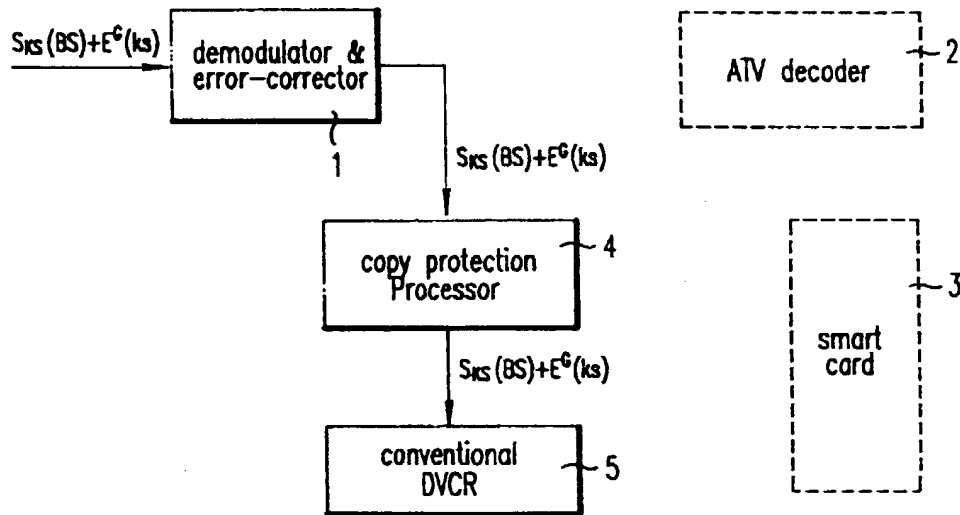 S_KS(BS)+E^G(ks)
demodulator &
error-corrector
1
ATV decoder
2
S_KS(BS)+E^G(ks)
copy protection
Processor
4
smart
card
3
S_KS(BS)+E^G(ks)
conventional
DVCR
5